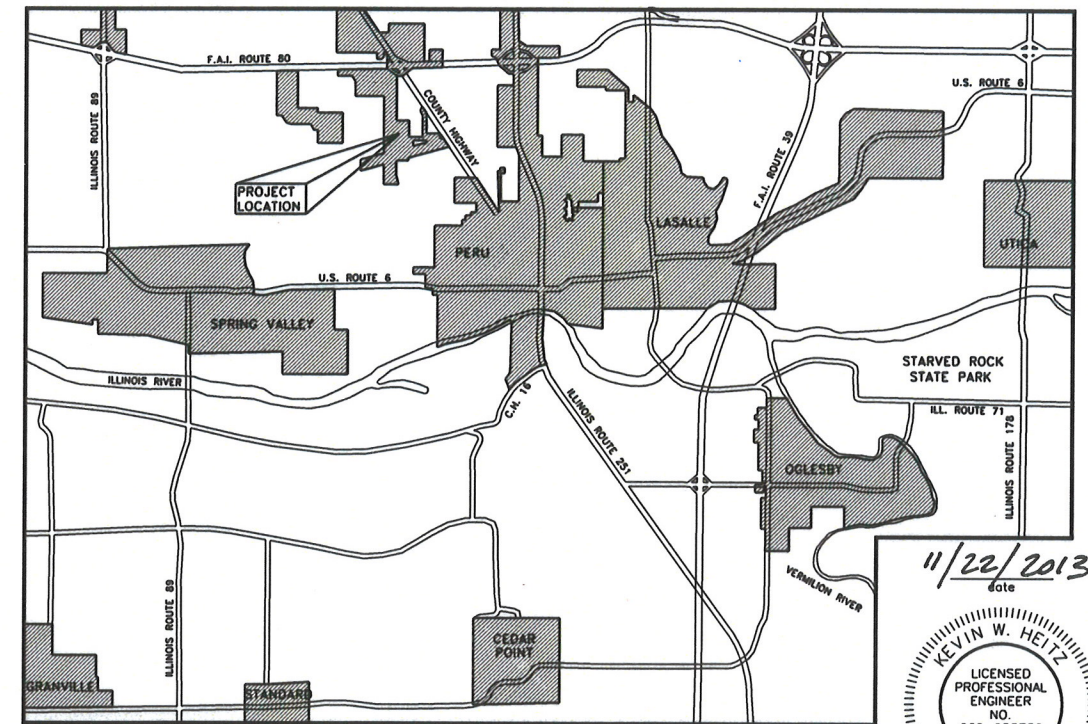 F.A.I. ROUTE 80
U.S. ROUTE 6
ILLINOIS ROUTE 89
COUNTY HIGHWAY
F.A.I. ROUTE 39
PROJECT
LOCATION
LASALLE
PERU
UTICA
U.S. ROUTE 6
SPRING VALLEY
ILLINOIS RIVER
STARVED ROCK
STATE PARK
C.H. 16
ILLINOIS ROUTE 251
ILL. ROUTE 71
ILLINOIS ROUTE 178
OGLESBY
VERMILION RIVER
ILLINOIS ROUTE 89
CEDAR
POINT
GRANVILLE
STANDARD
11/22/2013
date
KEVIN W. HEITZ
LICENSED
PROFESSIONAL
ENGINEER
NO.